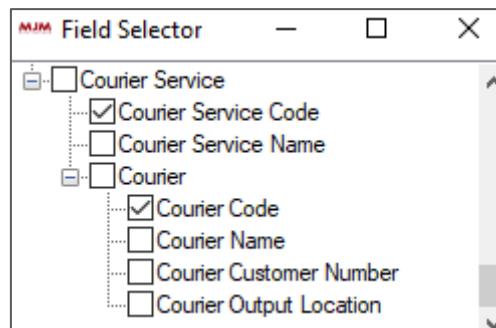 MJM Field Selector
Courier Service
Courier Service Code
Courier Service Name
Courier
Courier Code
Courier Name
Courier Customer Number
Courier Output Location